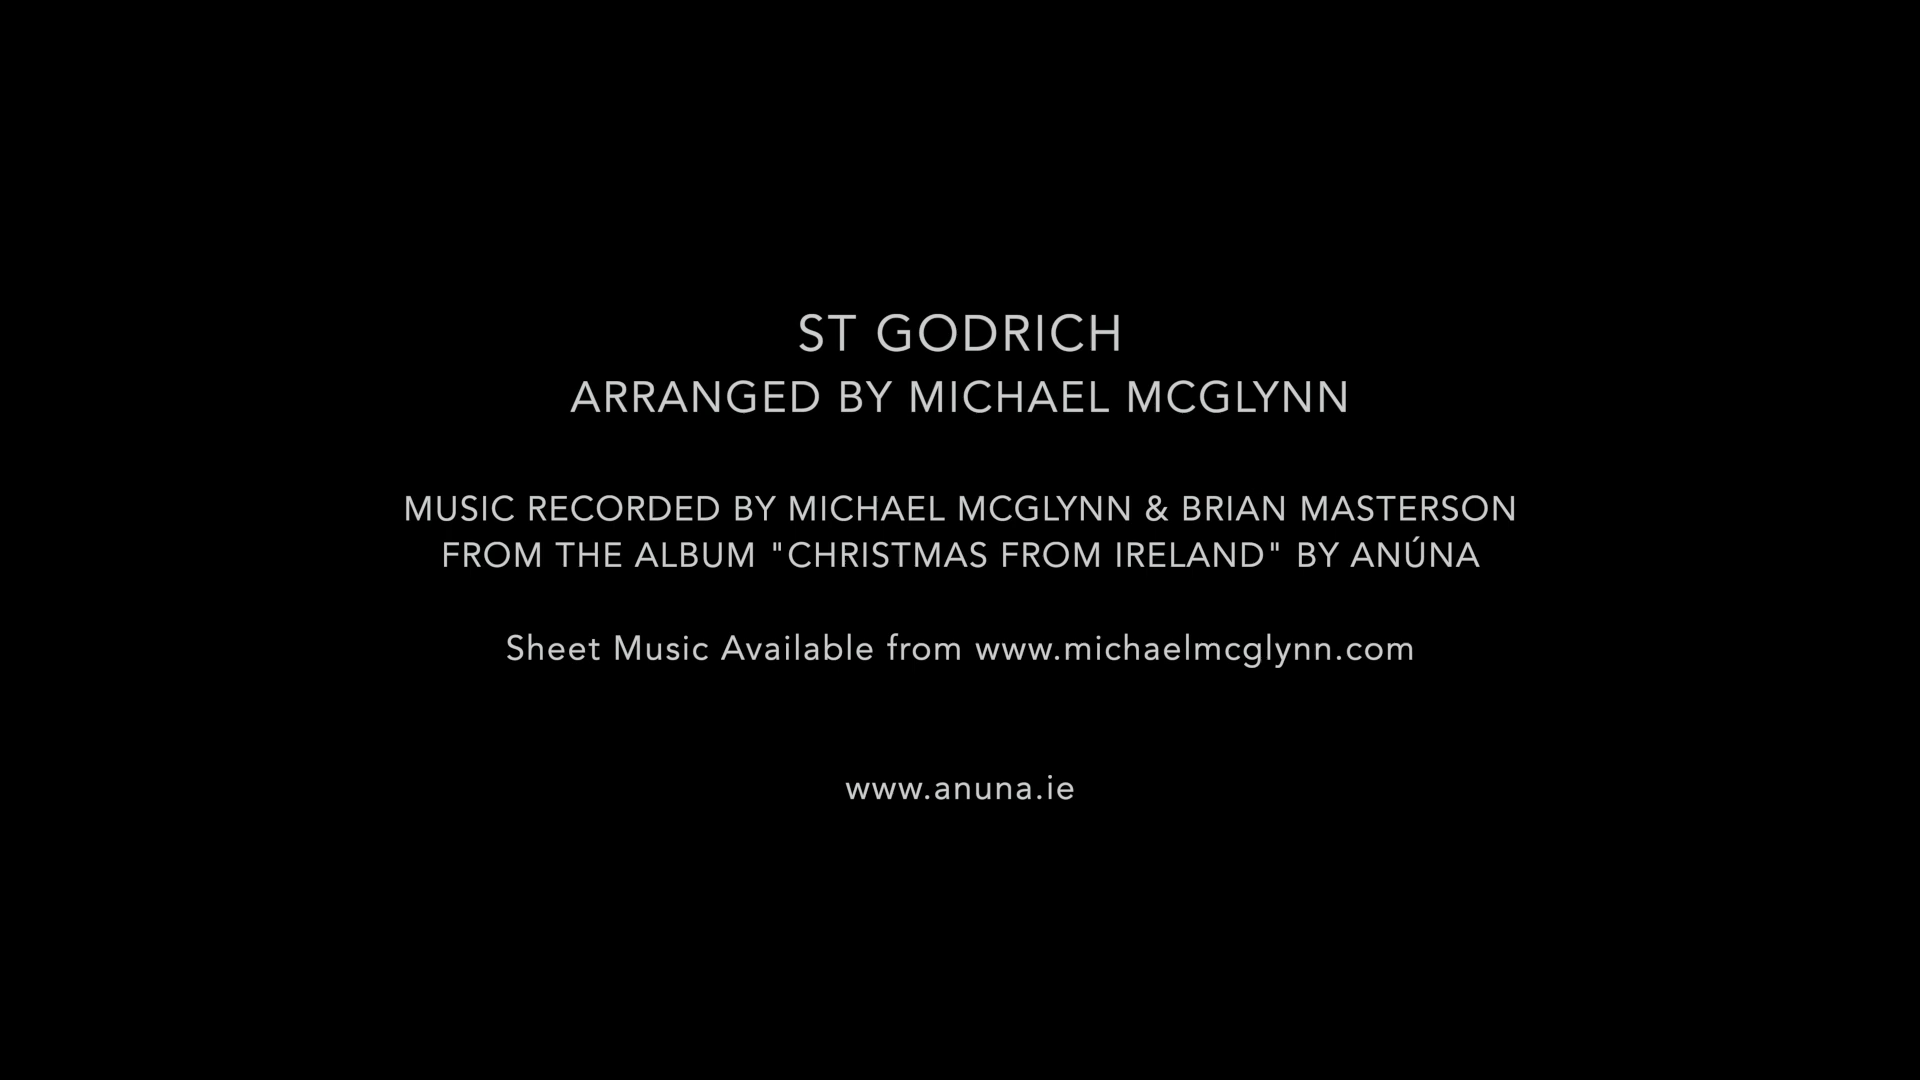 ST GODRICH
ARRANGED BY MICHAEL MCGLYNN
MUSIC RECORDED BY MICHAEL MCGLYNN & BRIAN MASTERSON
FROM THE ALBUM "CHRISTMAS FROM IRELAND" BY ANÚNA
Sheet Music Available from www.michaelmcglynn.com
www.anuna.ie